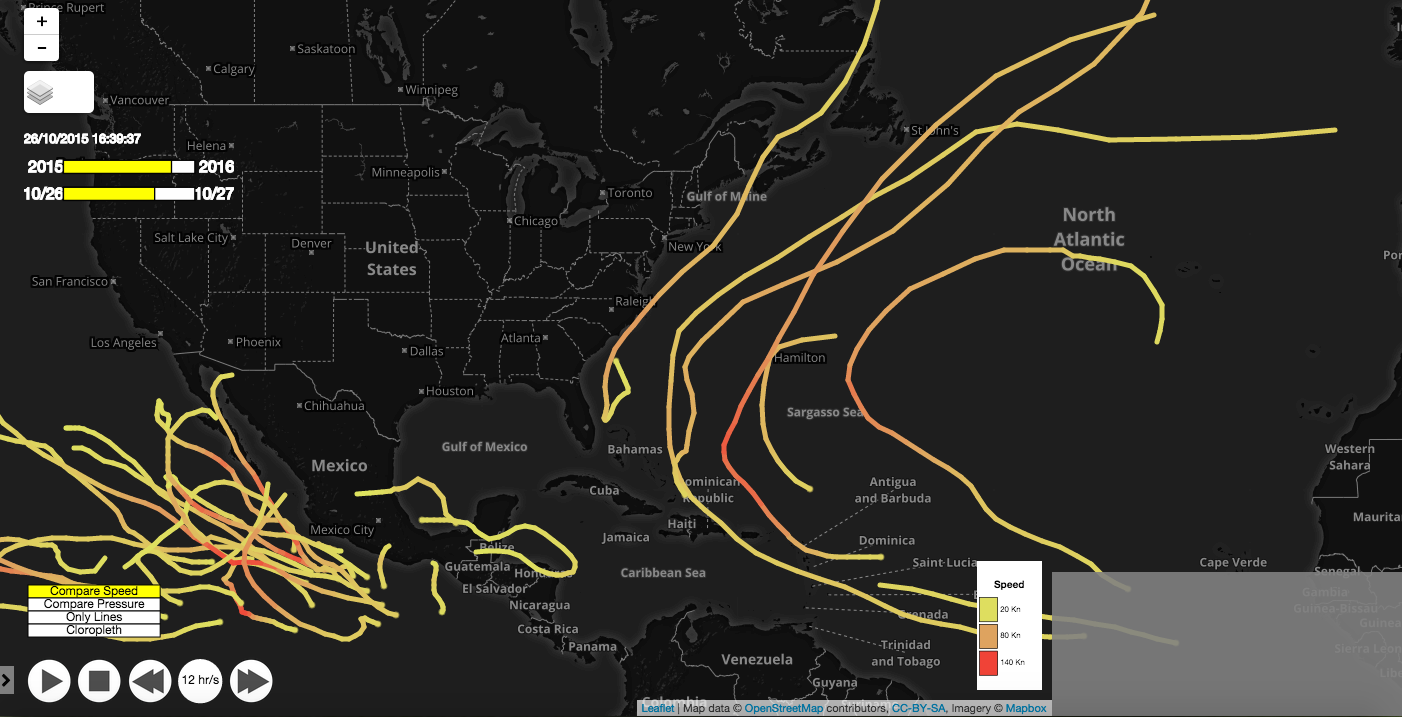 Prince Rupert
+
−
Saskatoon
Calgary
Winnipeg
Vancouver
St John's
26/10/2015 16:39:37
Helena
2015 2016
Minneapolis
10/26 10/27
Toronto
Gulf of Maine
Chicago
North
Atlantic
Ocean
Salt Lake City
Denver
United
States
New York
San Francisco
Raleigh
Los Angeles
Phoenix
Atlanta
Dallas
Hamilton
Houston
Chihuahua
Sargasso Sea
Gulf of Mexico
Bahamas
Western
Sahara
Mexico
Cuba
Dominican
Republic
Antigua
and Barbuda
Mexico City
Haiti
Jamaica
Dominica
Belize
Guatemala
Honduras
Caribbean Sea
Saint Lucia
Cape Verde
Senegal
El Salvador
Speed
Gambia
Guinea-Bissau
Nicaragua
20 Kn
Grenada
Costa Rica
80 Kn
Panama
Trinidad
and Tobago
Sierra Leon
140 Kn
Venezuela
Guyana
Colombia
Compare Speed
Compare Pressure
Only Lines
Cloropleth
12 hr/s
Leaflet | Map data © OpenStreetMap contributors, CC-BY-SA, Imagery © Mapbox